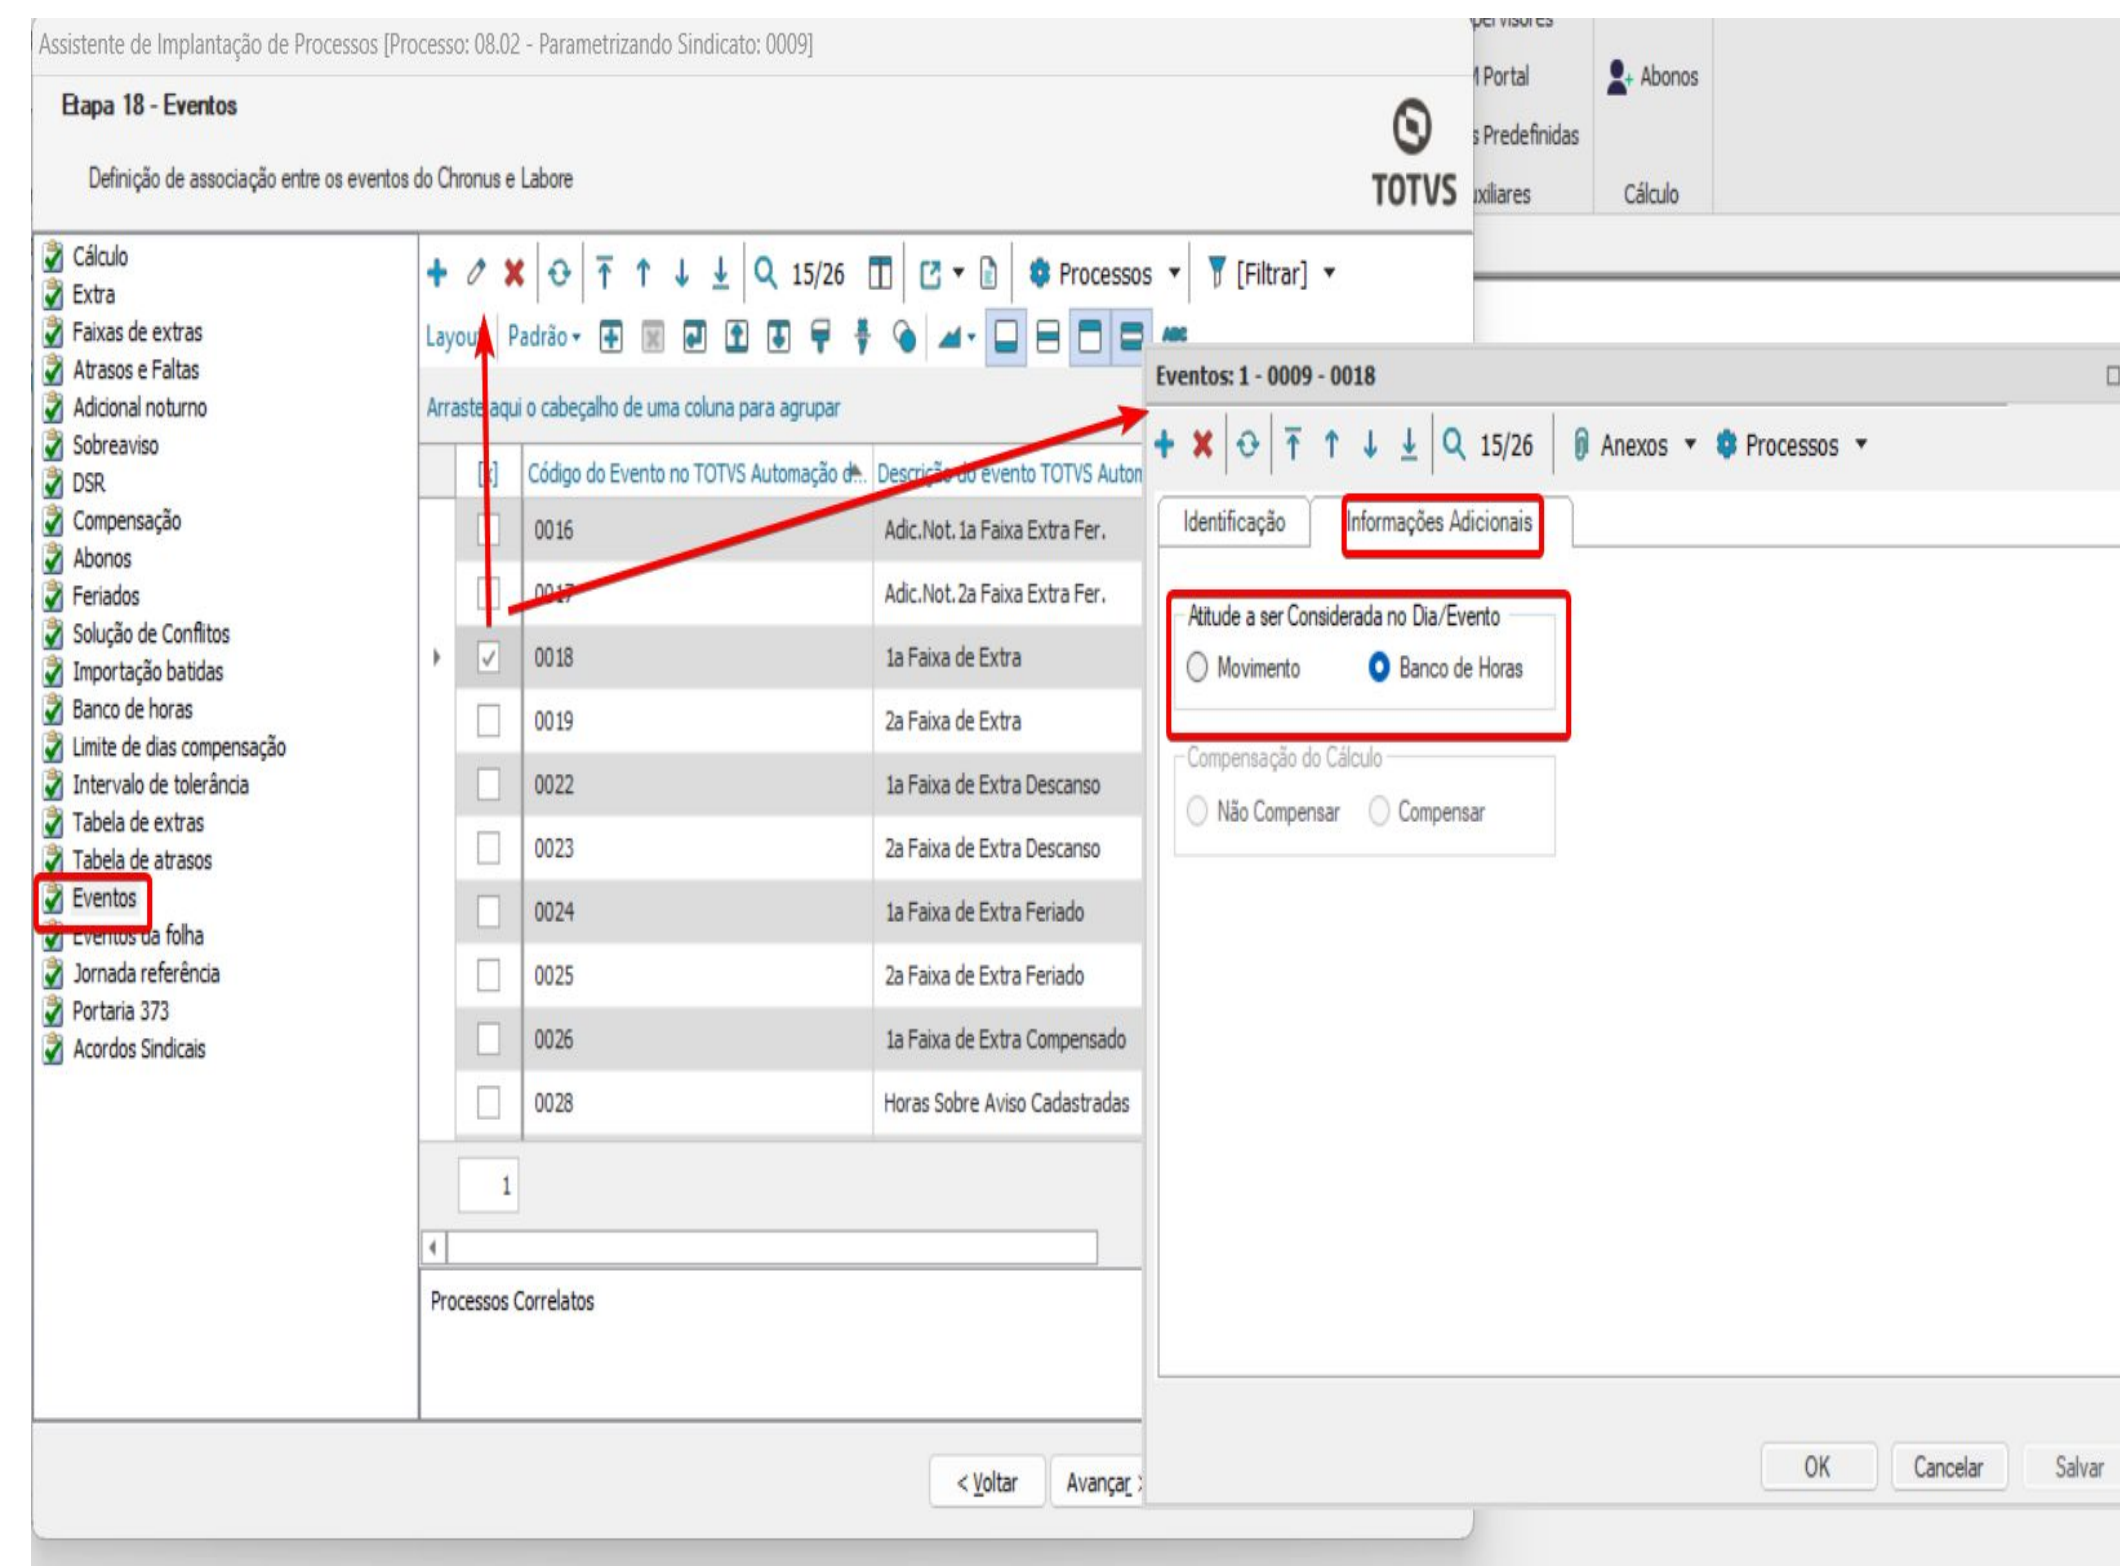 Assistente de Implantação de Processos [Processo: 08.02 - Parametrizando Sindicato: 0009]
Etapa 18 - Eventos
Definição de associação entre os eventos do Chronus e Labore
TOTVS
Portal
Predefinidas
Abonos
Cálculo
Cálculo
Extra
Faixas de extras
Atrasos e Faltas
Adicional noturno
Sobreaviso
DSR
Compensação
Abonos
Feriados
Solução de Conflitos
Importação batidas
Banco de horas
Limite de dias compensação
Intervalo de tolerância
Tabela de extras
Tabela de atrasos
Eventos
Eventos da folha
Jornada referência
Portaria 373
Acordos Sindicais
15/26 Processos [Filtrar]
Layout Padrão ABC
Arraste aqui o cabeçalho de uma coluna para agrupar
[x] Código do Evento no TOTVS Automação d... Descrição do evento TOTVS Autom
0016 Adic.Not. 1a Faixa Extra Fer.
0017 Adic.Not. 2a Faixa Extra Fer.
0018 1a Faixa de Extra
0019 2a Faixa de Extra
0022 1a Faixa de Extra Descanso
0023 2a Faixa de Extra Descanso
0024 1a Faixa de Extra Feriado
0025 2a Faixa de Extra Feriado
0026 1a Faixa de Extra Compensado
0028 Horas Sobre Aviso Cadastradas
1
Processos Correlatos
< Voltar Avançar >
Eventos: 1 - 0009 - 0018
15/26 Anexos Processos
Identificação Informações Adicionais
Atitude a ser Considerada no Dia/Evento
Movimento Banco de Horas
Compensação do Cálculo
Não Compensar Compensar
OK Cancelar Salvar